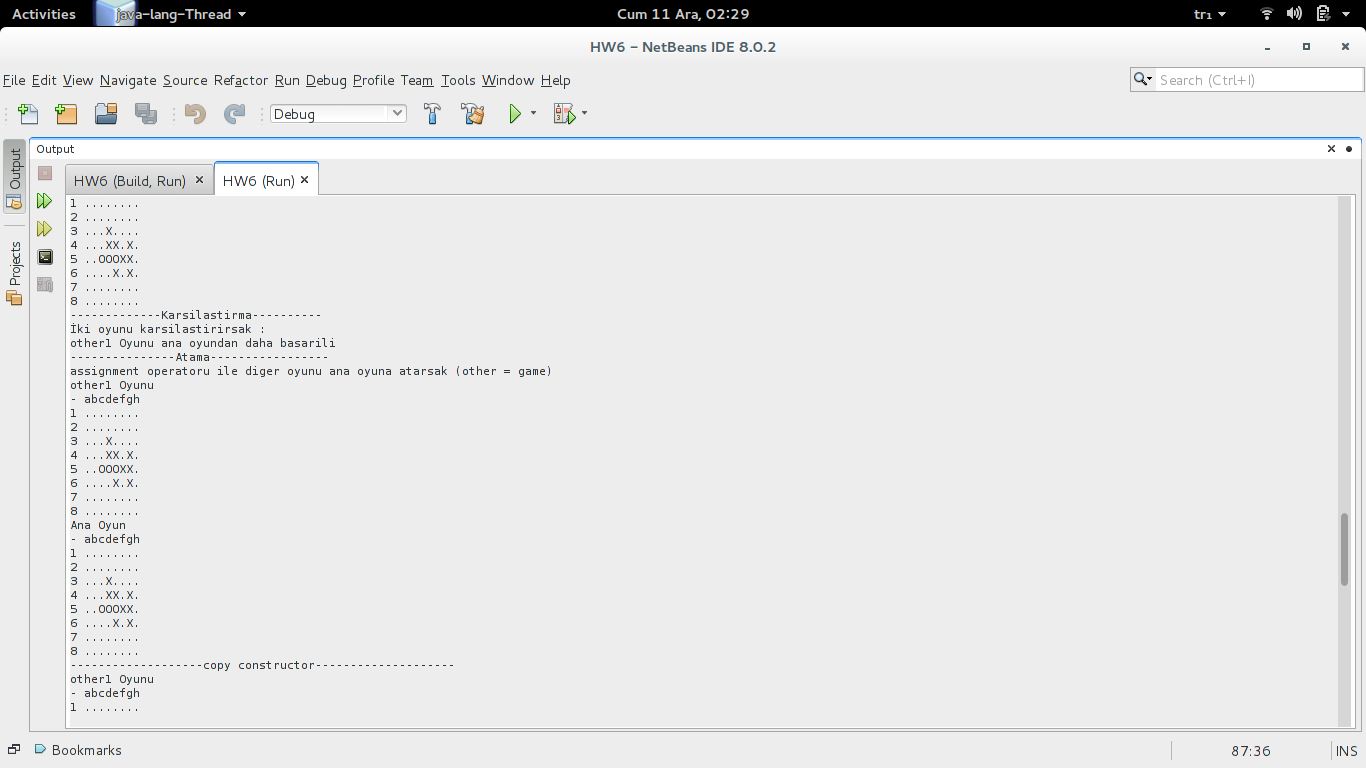 Activities java-lang-Thread Cum 11 Ara, 02:29 tr₁
HW6 – NetBeans IDE 8.0.2
File Edit View Navigate Source Refactor Run Debug Profile Team Tools Window Help Search (Ctrl+I)
Debug
Output
Output
Projects
HW6 (Build, Run) HW6 (Run)
1 ........
2 ........
3 ...X....
4 ...XX.X.
5 ..OOOXX.
6 ....X.X.
7 ........
8 ........
-------------Karsilastirma----------
İki oyunu karsilastirirsak :
other1 Oyunu ana oyundan daha basarili
---------------Atama-----------------
assignment operatoru ile diger oyunu ana oyuna atarsak (other = game)
other1 Oyunu
- abcdefgh
1 ........
2 ........
3 ...X....
4 ...XX.X.
5 ..OOOXX.
6 ....X.X.
7 ........
8 ........
Ana Oyun
- abcdefgh
1 ........
2 ........
3 ...X....
4 ...XX.X.
5 ..OOOXX.
6 ....X.X.
7 ........
8 ........
-------------------copy constructor--------------------
other1 Oyunu
- abcdefgh
1 ........
Bookmarks 87:36 INS